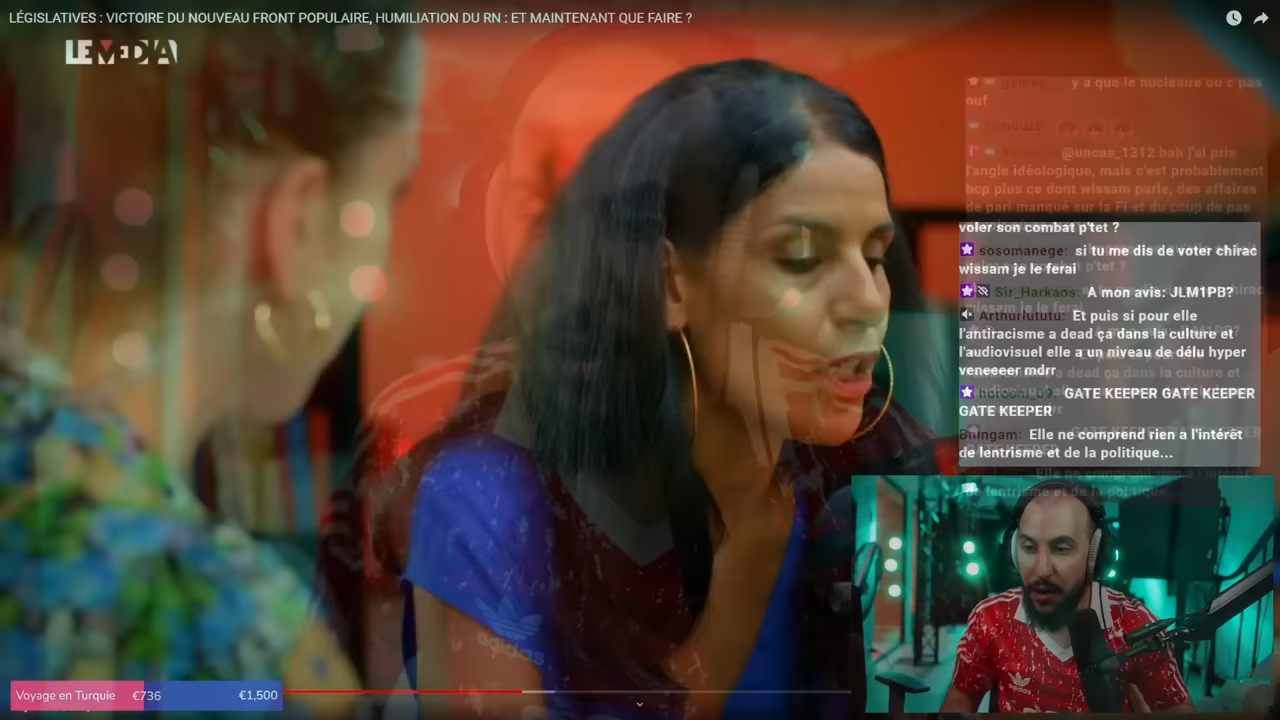 LÉGISLATIVES : VICTOIRE DU NOUVEAU FRONT POPULAIRE, HUMILIATION DU RN : ET MAINTENANT QUE FAIRE ?
LEMEDIA
y a que le nucléaire ou c pas
ouf
@uncas_1312 bah j'ai pris
l'angle idéologique, mais c'est probablement
bcp plus ce dont wissam parle, des affaires
de pari manqué sur la FI et du coup de pas
voler son combat p'tet ?
sosomanege: si tu me dis de voter chirac
wissam je le ferai
Sir_Harkaos: À mon avis: JLM1PB?
Arthurlututu: Et puis si pour elle
l'antiracisme a dead ça dans la culture et
l'audiovisuel elle a un niveau de délu hyper
veneeeer mdrr
GATE KEEPER GATE KEEPER
GATE KEEPER
Elle ne comprend rien a l'intérêt
de lentrisme et de la politique...
adidas
adidas
Voyage en Turquie €736 €1,500